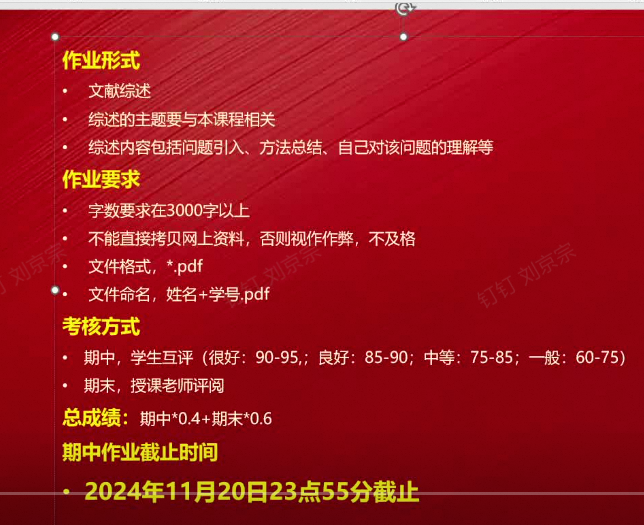 作业形式
• 文献综述
• 综述的主题要与本课程相关
• 综述内容包括问题引入、方法总结、自己对该问题的理解等
作业要求
• 字数要求在3000字以上
• 不能直接拷贝网上资料，否则视作作弊，不及格
• 文件格式，*.pdf
• 文件命名，姓名+学号.pdf
考核方式
• 期中，学生互评（很好：90-95,；良好：85-90；中等：75-85；一般：60-75）
• 期末，授课老师评阅
总成绩：期中*0.4+期末*0.6
期中作业截止时间
• 2024年11月20日23点55分截止
钉钉 刘京宗
钉钉 刘京宗
钉钉 刘京宗